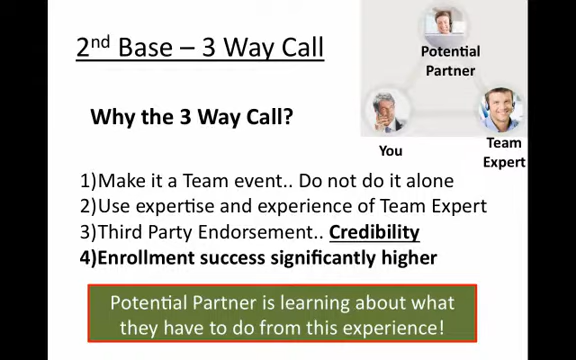 2nd Base – 3 Way Call
Potential
Partner
Why the 3 Way Call?
You
Team
Expert
1)Make it a Team event.. Do not do it alone
2)Use expertise and experience of Team Expert
3)Third Party Endorsement.. Credibility
4)Enrollment success significantly higher
Potential Partner is learning about what
they have to do from this experience!